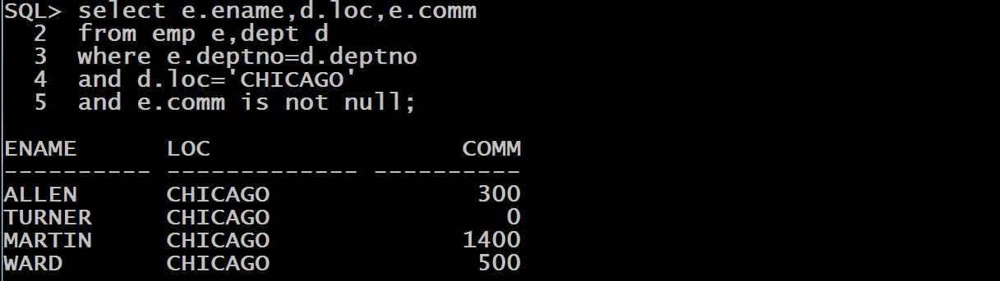 SQL> select e.ename,d.loc,e.comm
  2  from emp e,dept d
  3  where e.deptno=d.deptno
  4  and d.loc='CHICAGO'
  5  and e.comm is not null;

ENAME      LOC                 COMM
---------- ------------- ----------
ALLEN      CHICAGO              300
TURNER     CHICAGO                0
MARTIN     CHICAGO             1400
WARD       CHICAGO              500